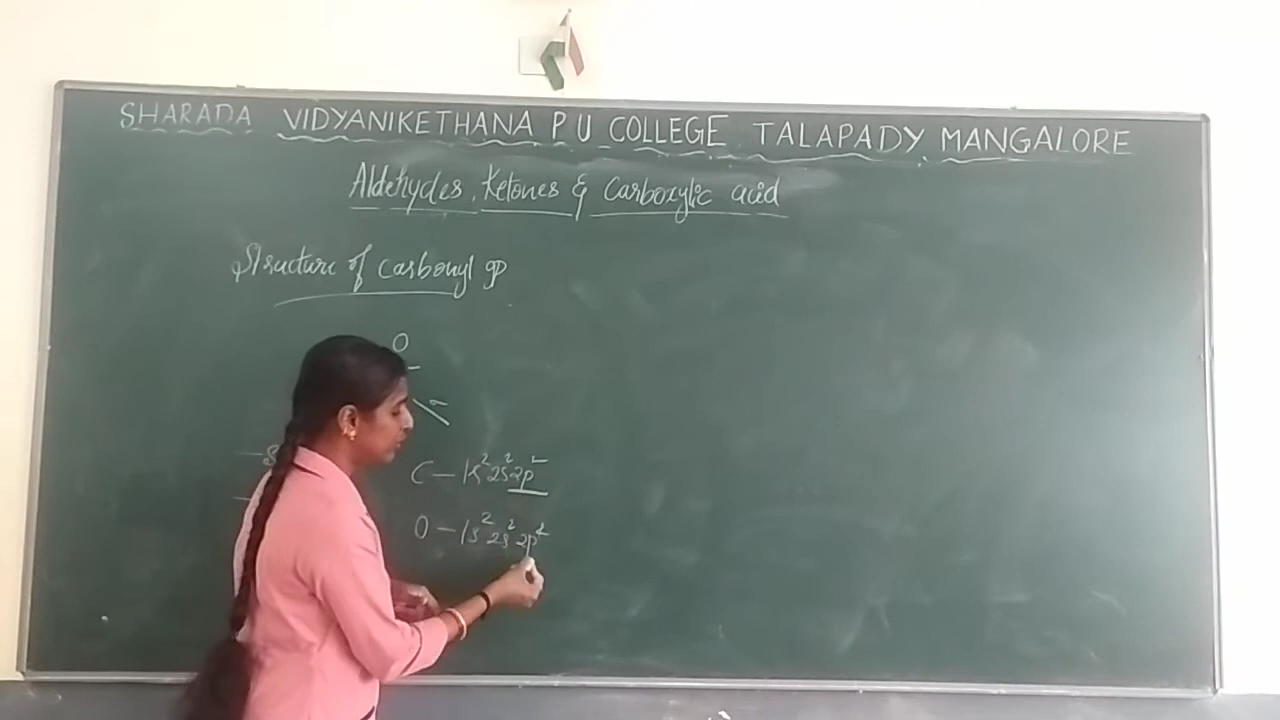 SHARADA VIDYANIKETHANA P U COLLEGE TALAPADY MANGALORE
Aldehydes, Ketones & Carboxylic acid
Structure of carbonyl gp
O
σ
C — 1s² 2s² 2p²
O — 1s² 2s² 2p⁴